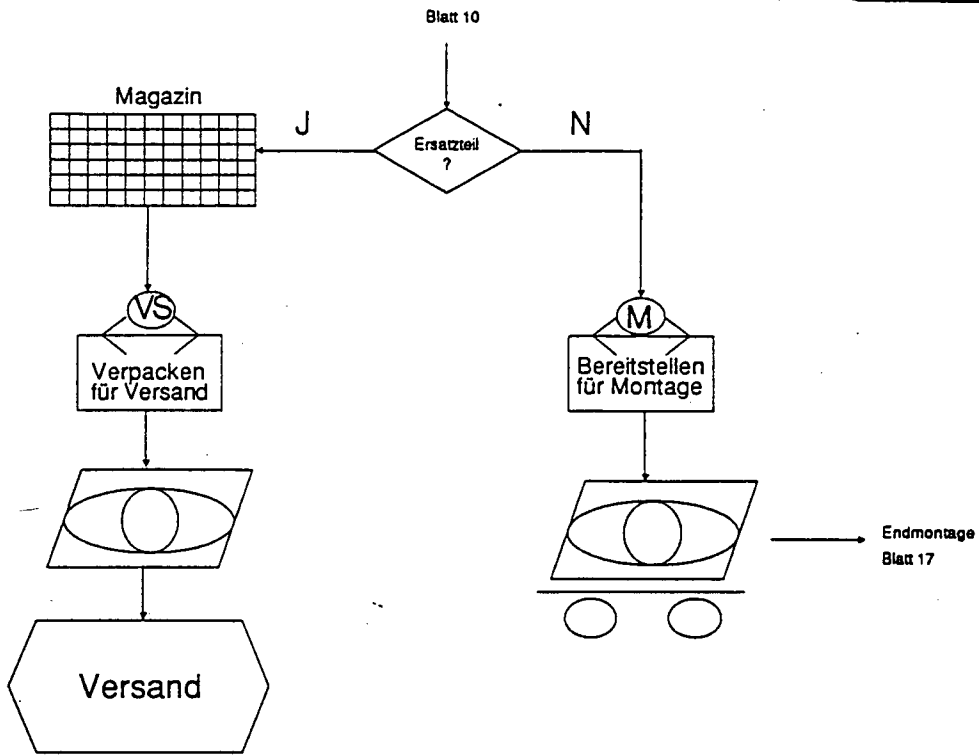 Blatt 10
Magazin
J
Ersatzteil
?
N
VS
Verpacken
für Versand
M
Bereitstellen
für Montage
Endmontage
Blatt 17
Versand